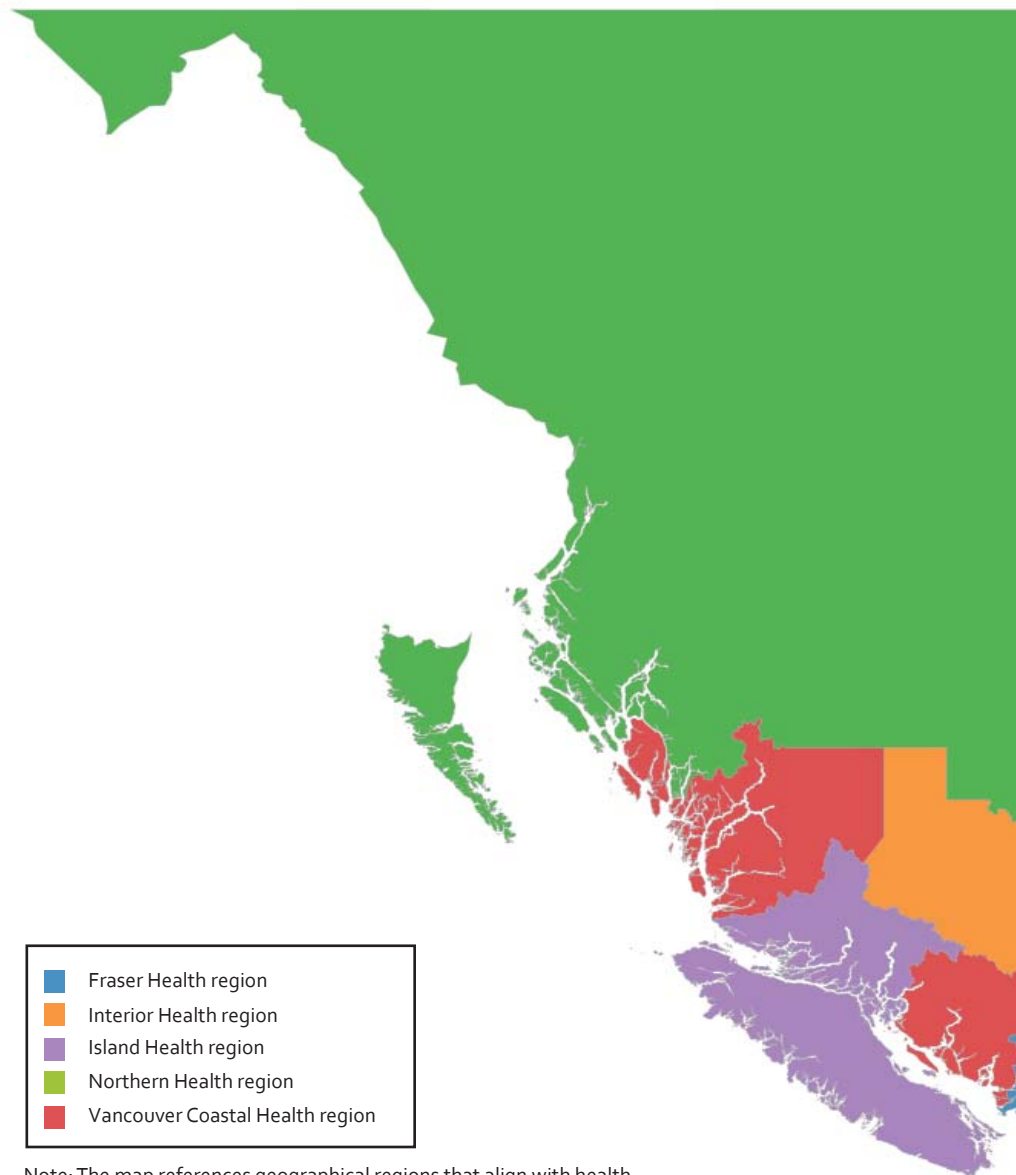 Fraser Health region
Interior Health region
Island Health region
Northern Health region
Vancouver Coastal Health region
Note: The map references geographical regions that align with health